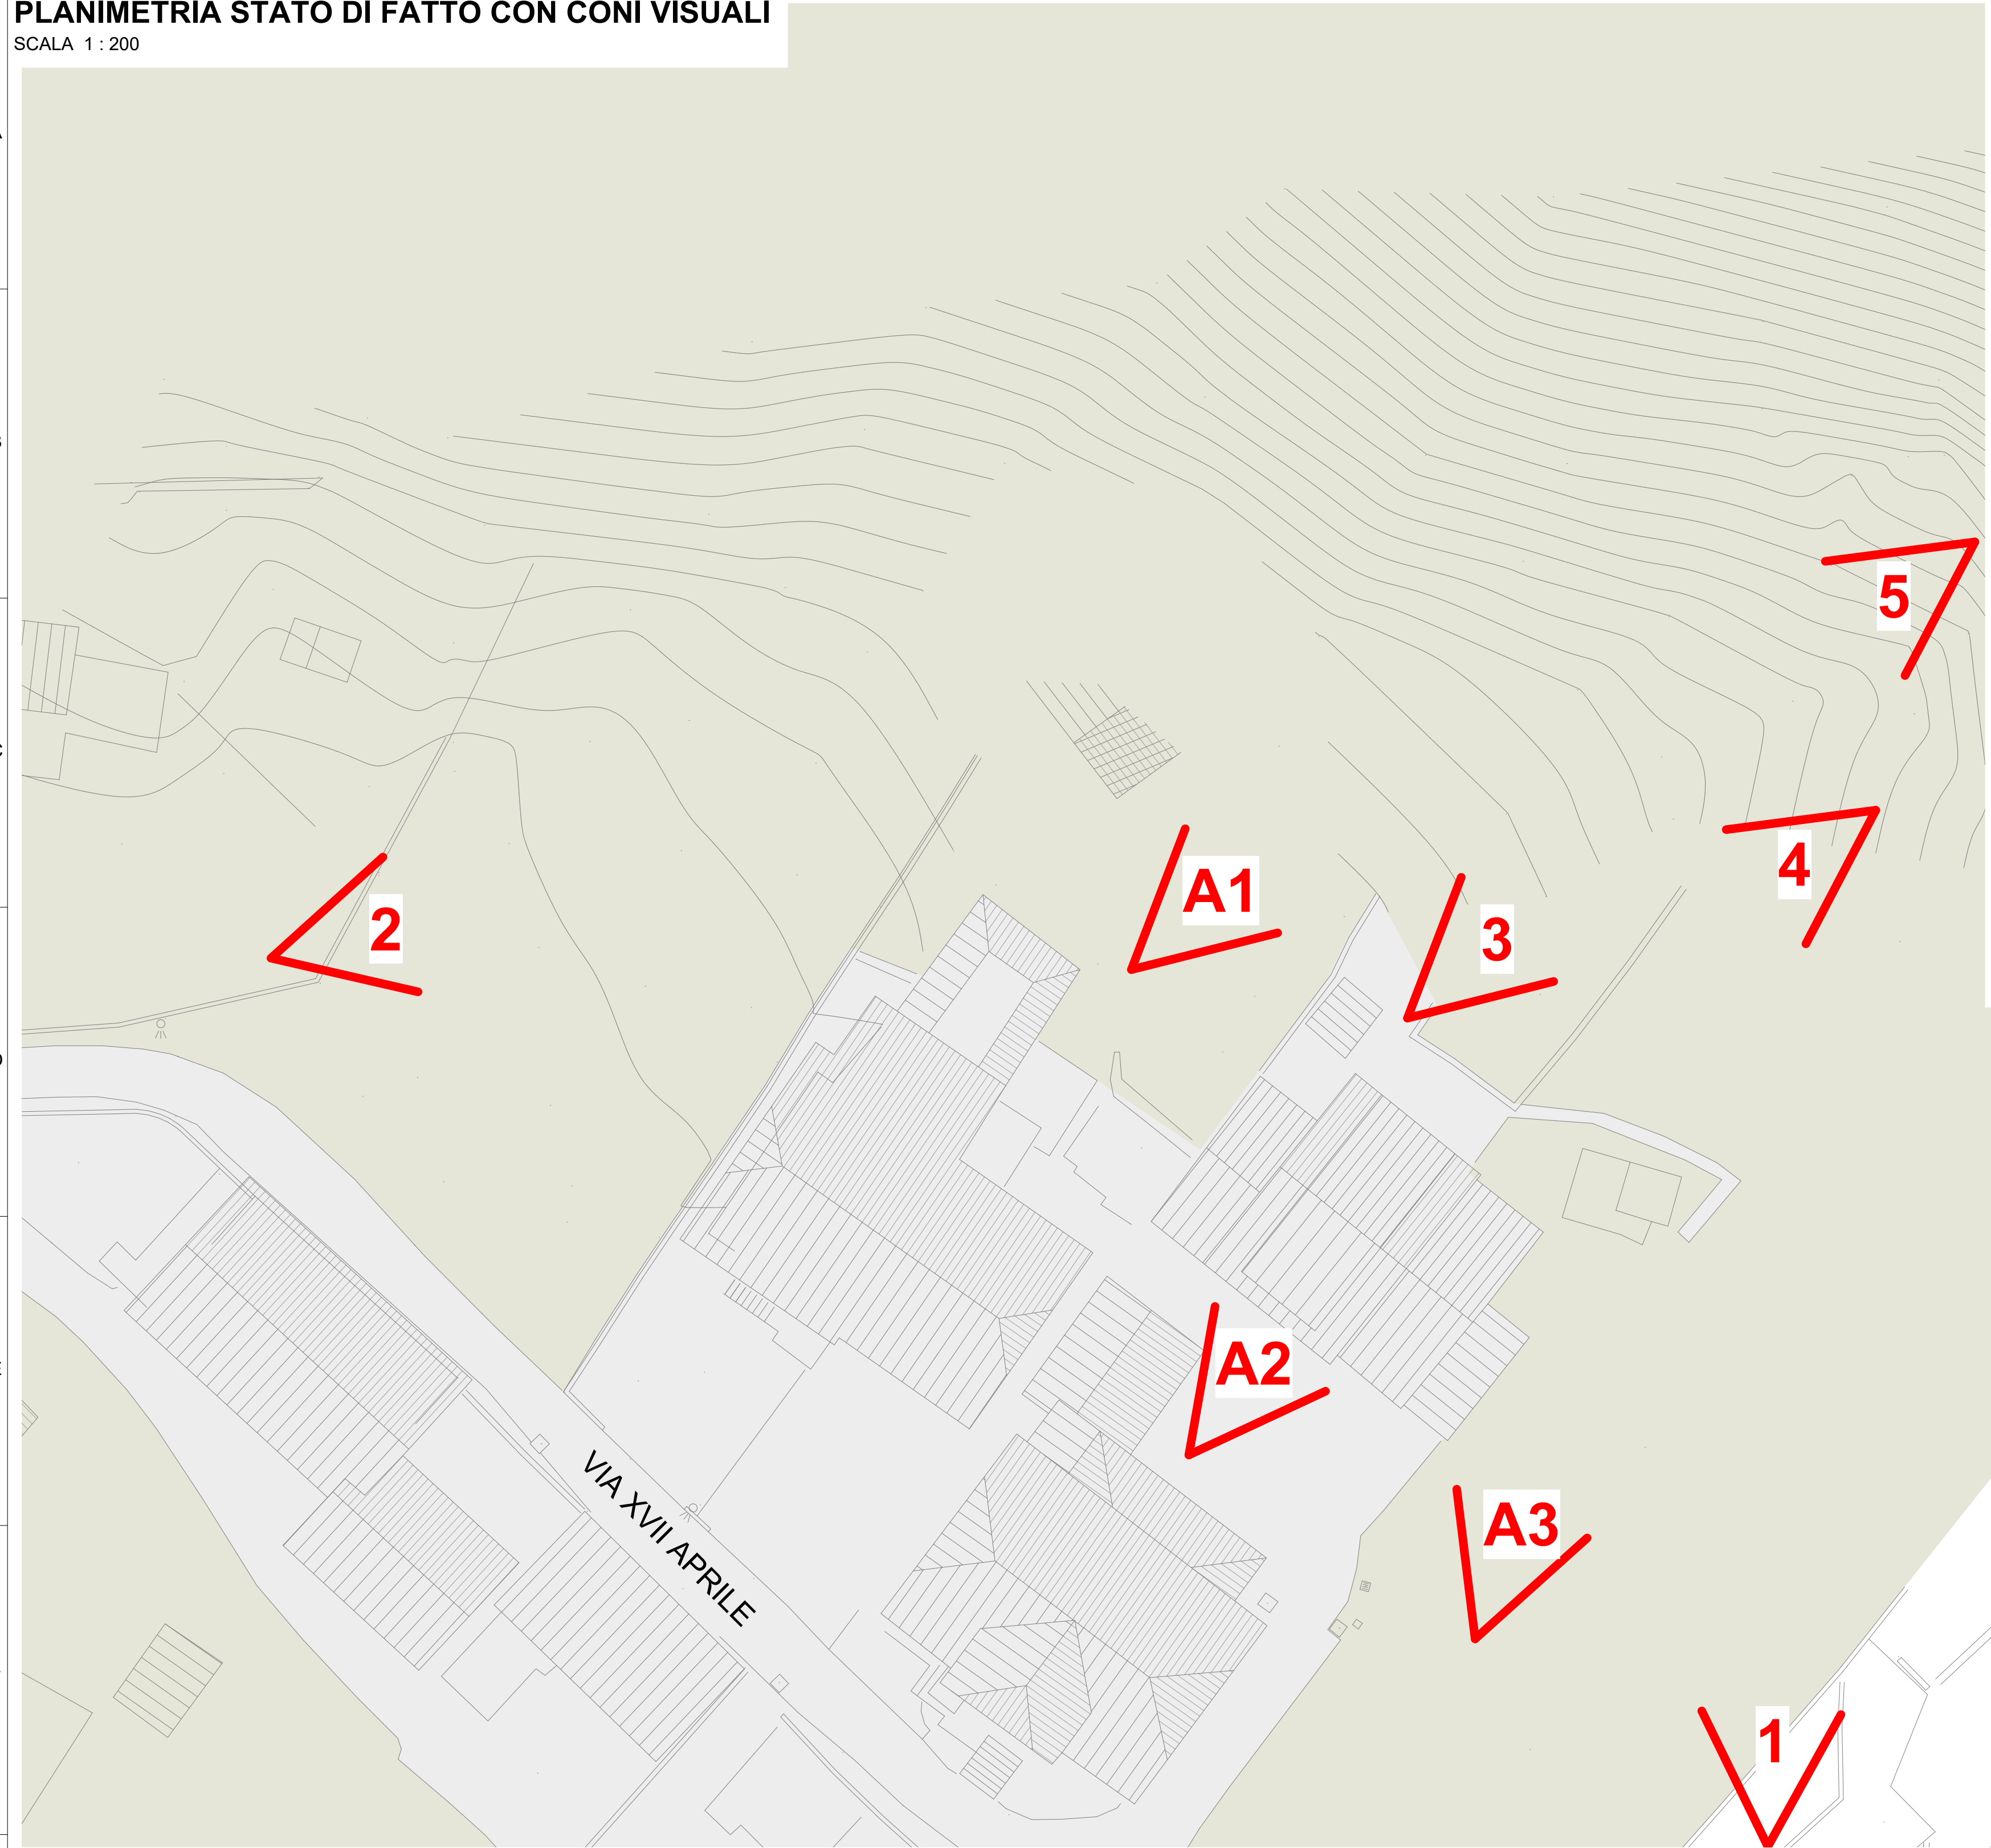 PLANIMETRIA STATO DI FATTO CON CONI VISUALI
SCALA 1 : 200
5
4
A1
2
3
A2
VIA XVII APRILE
A3
1